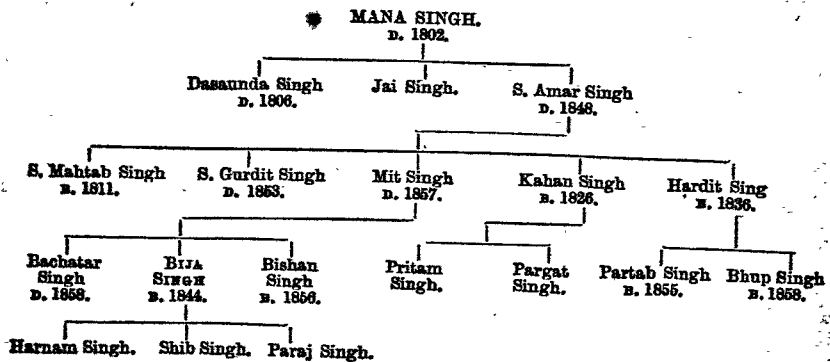 MANA SINGH.
D. 1802.
Dasaunda Singh
D. 1806.
Jai Singh.
S. Amar Singh
D. 1848.
S. Mahtab Singh
B. 1811.
S. Gurdit Singh
D. 1853.
Mit Singh
D. 1857.
Kahan Singh
B. 1826.
Hardit Sing
B. 1836.
Bachatar
Singh
D. 1858.
BIJA
SINGH
B. 1844.
Bishan
Singh
B. 1856.
Pritam
Singh.
Pargat
Singh.
Partab Singh
B. 1855.
Bhup Singh
B. 1858.
Harnam Singh.
Shib Singh.
Paraj Singh.